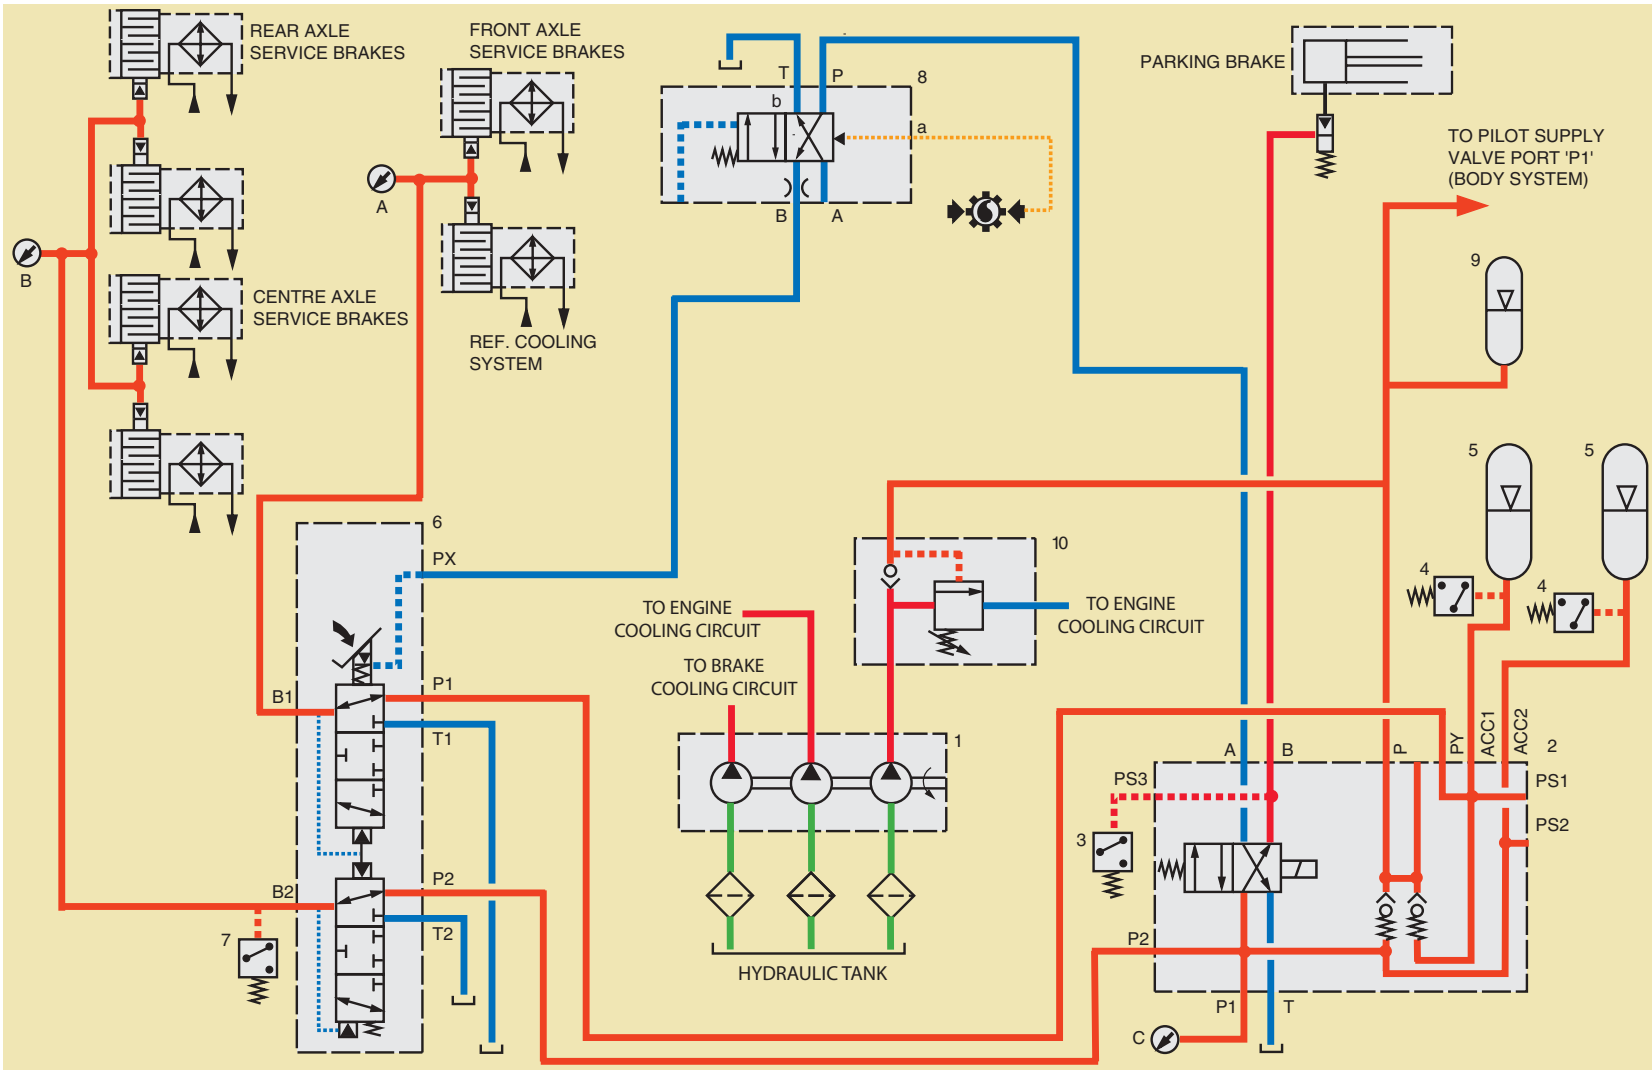 REAR AXLE
SERVICE BRAKES
FRONT AXLE
SERVICE BRAKES
T
P
8
b
a
B
A
PARKING BRAKE
TO PILOT SUPPLY
VALVE PORT 'P1'
(BODY SYSTEM)
A
B
CENTRE AXLE
SERVICE BRAKES
REF. COOLING
SYSTEM
9
5
5
4
4
6
PX
10
TO ENGINE
COOLING CIRCUIT
TO ENGINE
COOLING CIRCUIT
TO BRAKE
COOLING CIRCUIT
B1
P1
T1
1
A
B
P
PY
ACC1
ACC2
2
PS3
PS1
PS2
3
B2
P2
T2
7
P2
HYDRAULIC TANK
P1
T
C